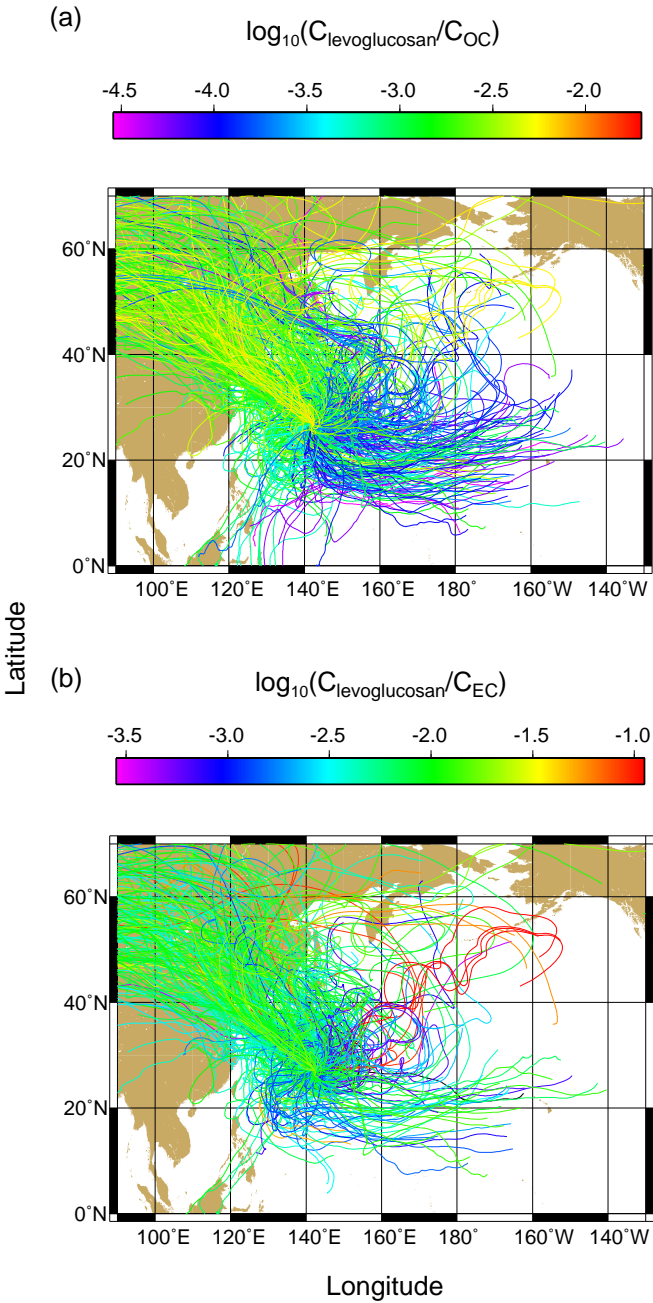 (a)
log10(Clevoglucosan/COC)
-4.5 -4.0 -3.5 -3.0 -2.5 -2.0
60˚N
40˚N
20˚N
0˚N
100˚E 120˚E 140˚E 160˚E 180˚ 160˚W 140˚W
Latitude
(b)
log10(Clevoglucosan/CEC)
-3.5 -3.0 -2.5 -2.0 -1.5 -1.0
60˚N
40˚N
20˚N
0˚N
100˚E 120˚E 140˚E 160˚E 180˚ 160˚W 140˚W
Longitude